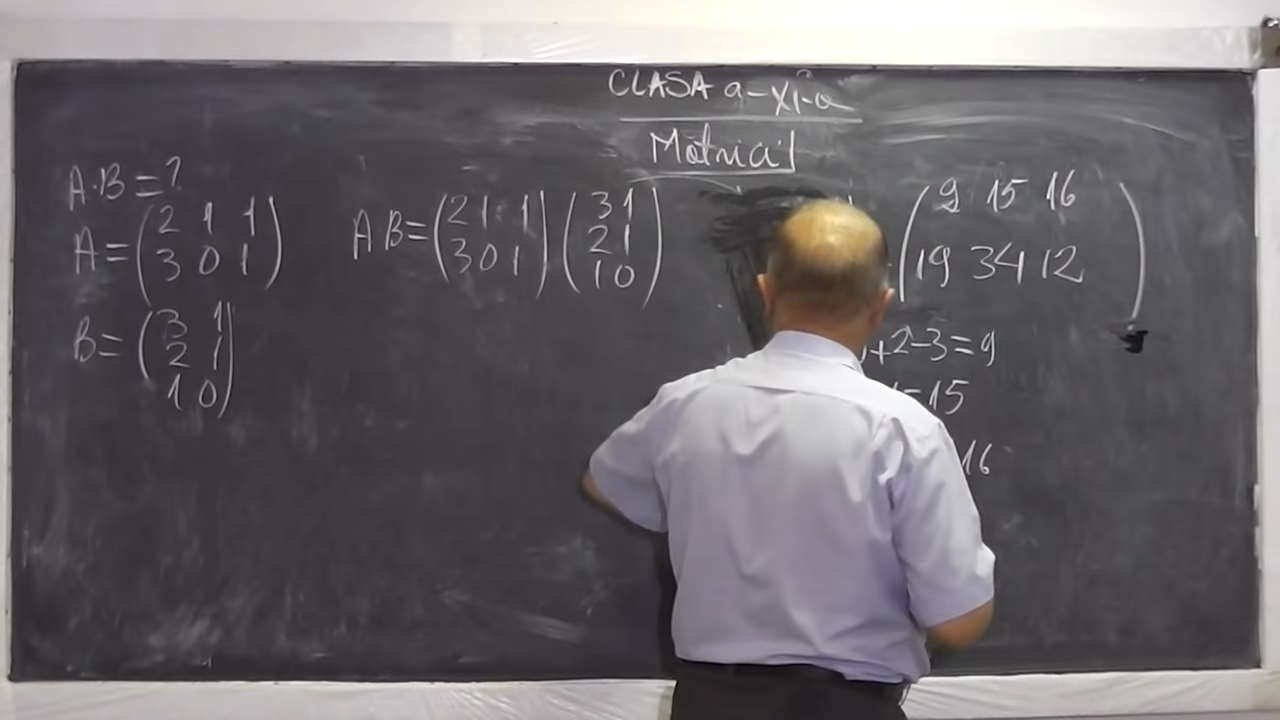 CLASA a-XI-a
Matrici
A·B=?
A=(2 1 1
3 0 1)
B=(3 1
2 1
1 0)
AB=(2 1 1
3 0 1)·(3 1
2 1
1 0)
(9 15 16
19 34 12)
+2-3=9
=15
16